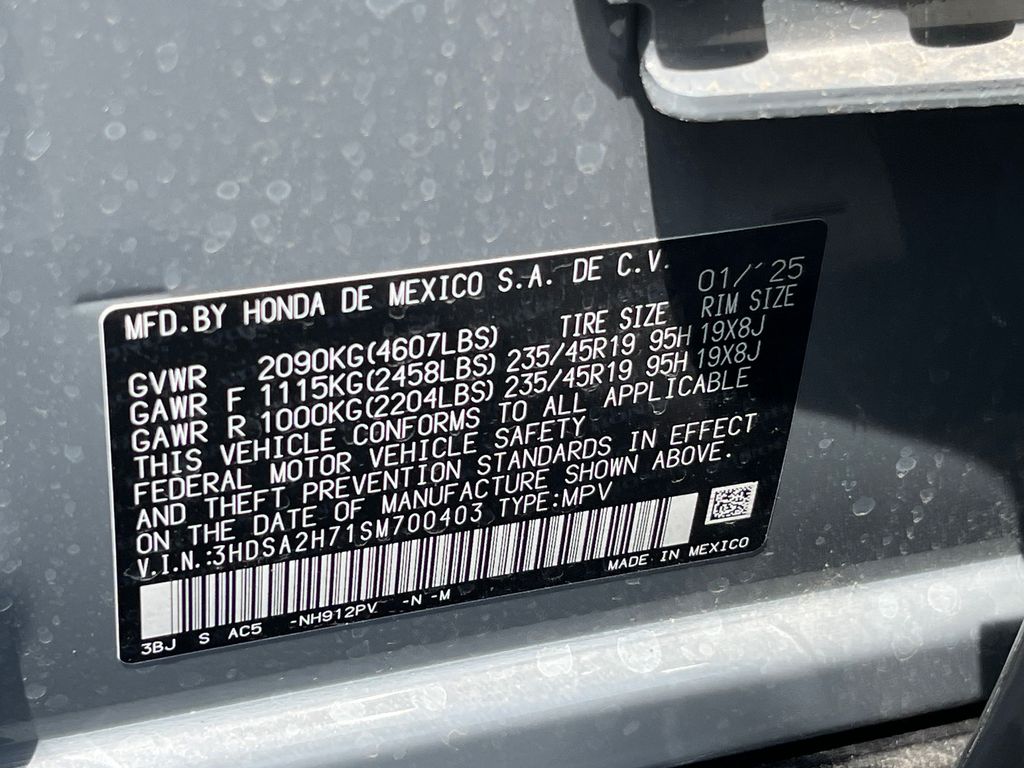 MFD.BY HONDA DE MEXICO S.A. DE C.V. 01/'25
TIRE SIZE RIM SIZE
GVWR 2090KG(4607LBS)
GAWR F 1115KG(2458LBS) 235/45R19 95H 19X8J
GAWR R 1000KG(2204LBS) 235/45R19 95H 19X8J
THIS VEHICLE CONFORMS TO ALL APPLICABLE
FEDERAL MOTOR VEHICLE SAFETY
AND THEFT PREVENTION STANDARDS IN EFFECT
ON THE DATE OF MANUFACTURE SHOWN ABOVE.
V.I.N.:3HDSA2H71SM700403 TYPE:MPV
MADE IN MEXICO
3BJ S AC5 -NH912PV -N -M